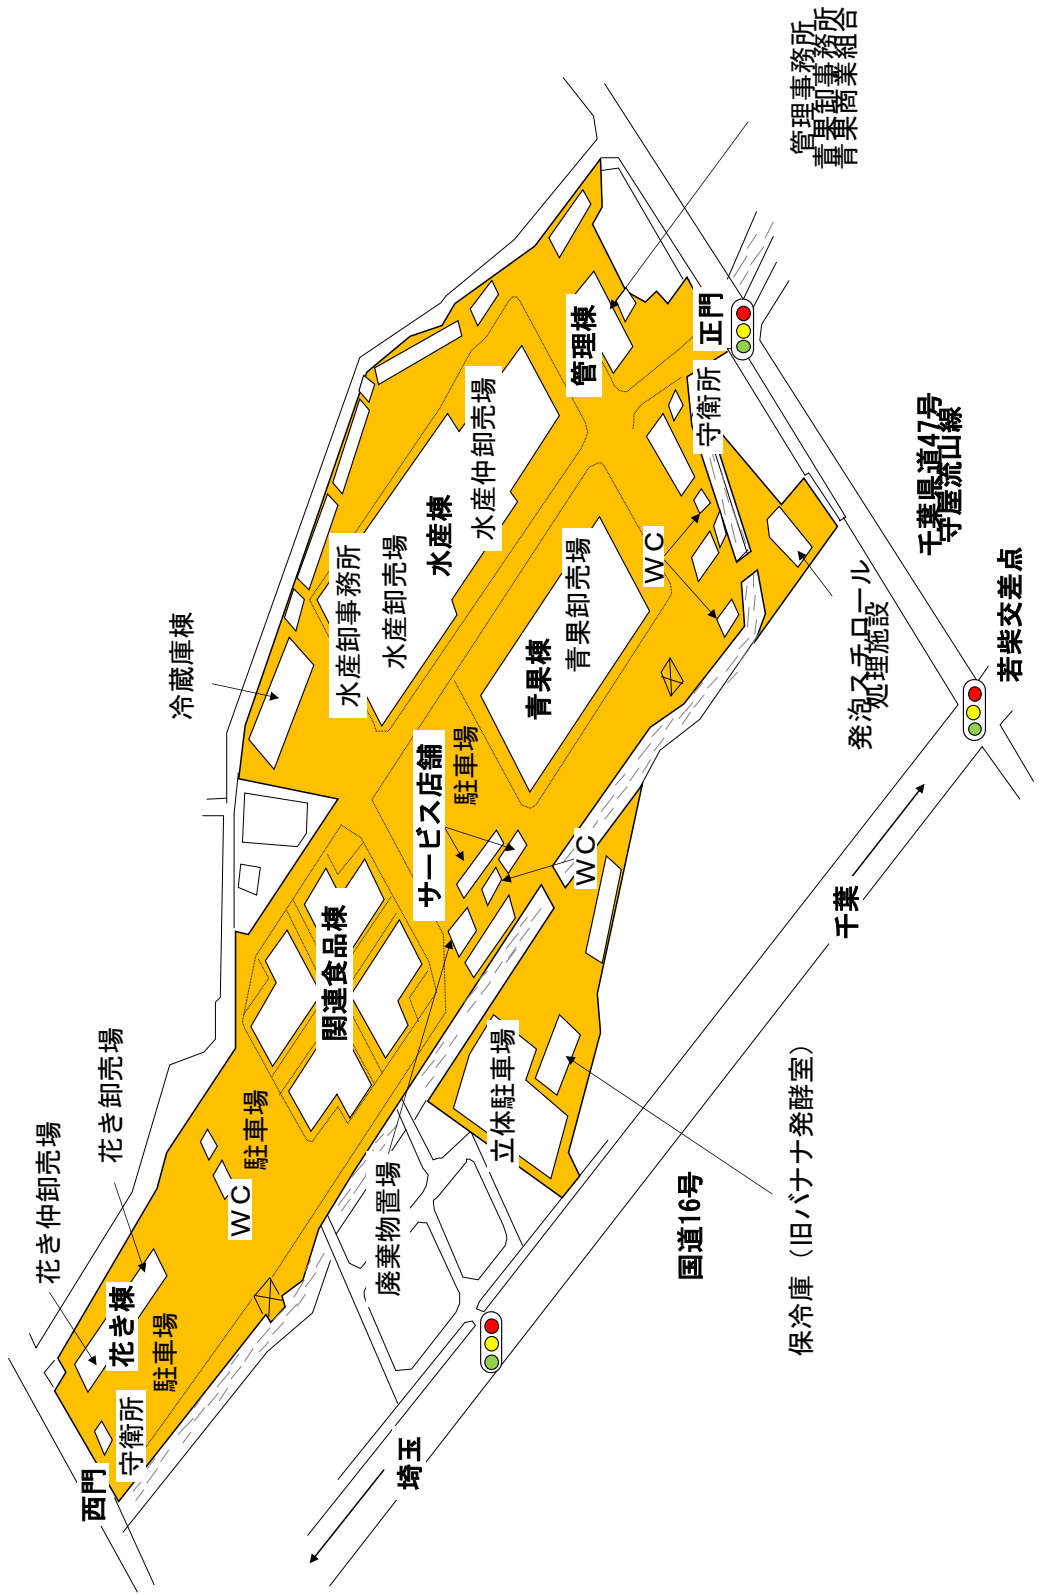 管理事務所
青果卸事務所
青果商業組合
管理棟
正門
守衛所
水産仲卸売場
水産棟
水産卸売場
水産卸事務所
冷蔵庫棟
千葉県道47号
守屋流山線
若柴交差点
WC
青果卸売場
青果棟
発泡スチロール
処理施設
サービス店舗
駐車場
WC
千葉
関連食品棟
立体駐車場
保冷庫（旧バナナ発酵室）
国道16号
廃棄物置場
駐車場
WC
花き卸売場
花き仲卸売場
花き棟
駐車場
守衛所
西門
埼玉